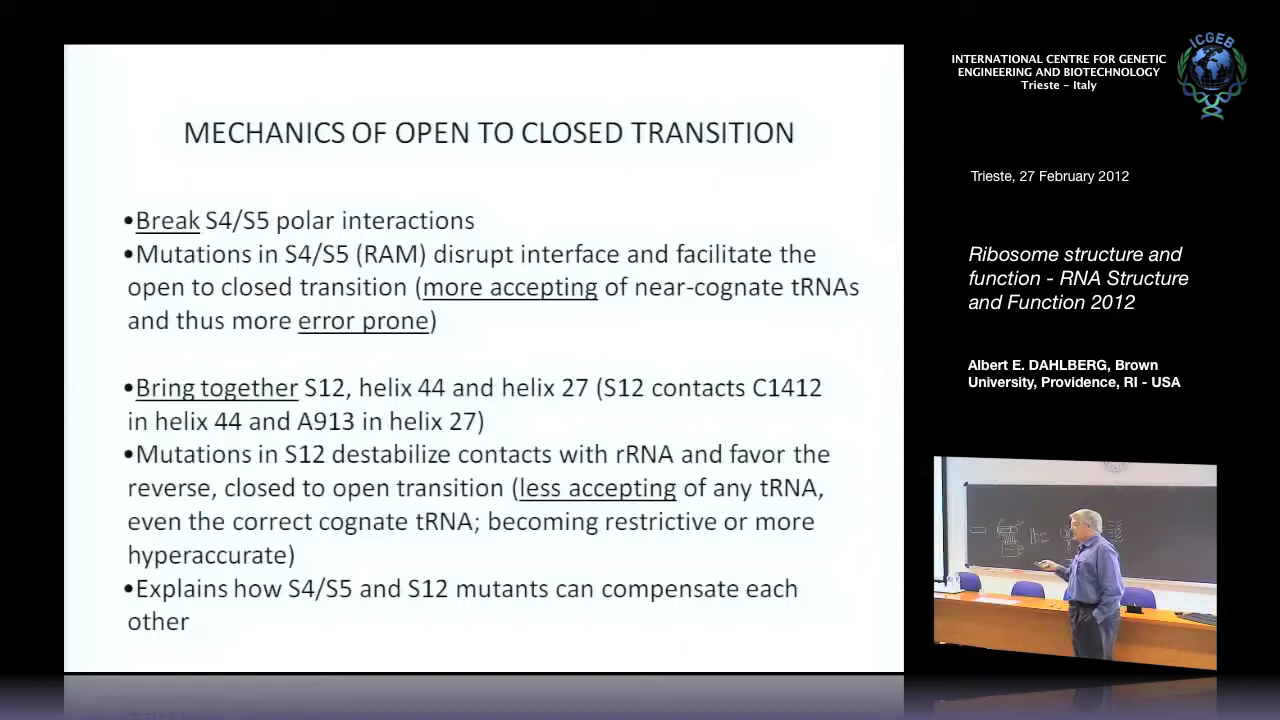 MECHANICS OF OPEN TO CLOSED TRANSITION
•Break S4/S5 polar interactions
•Mutations in S4/S5 (RAM) disrupt interface and facilitate the
open to closed transition (more accepting of near-cognate tRNAs
and thus more error prone)
•Bring together S12, helix 44 and helix 27 (S12 contacts C1412
in helix 44 and A913 in helix 27)
•Mutations in S12 destabilize contacts with rRNA and favor the
reverse, closed to open transition (less accepting of any tRNA,
even the correct cognate tRNA; becoming restrictive or more
hyperaccurate)
•Explains how S4/S5 and S12 mutants can compensate each
other
INTERNATIONAL CENTRE FOR GENETIC
ENGINEERING AND BIOTECHNOLOGY
Trieste - Italy
ICGEB
Trieste, 27 February 2012
Ribosome structure and
function - RNA Structure
and Function 2012
Albert E. DAHLBERG, Brown
University, Providence, RI - USA